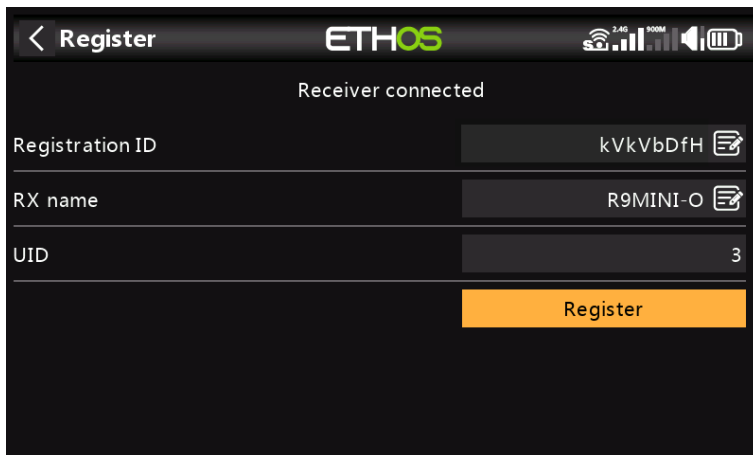 Register
ETHOS
2.4G
900M
Receiver connected
Registration ID
kVkVbDfH
RX name
R9MINI-O
UID
3
Register